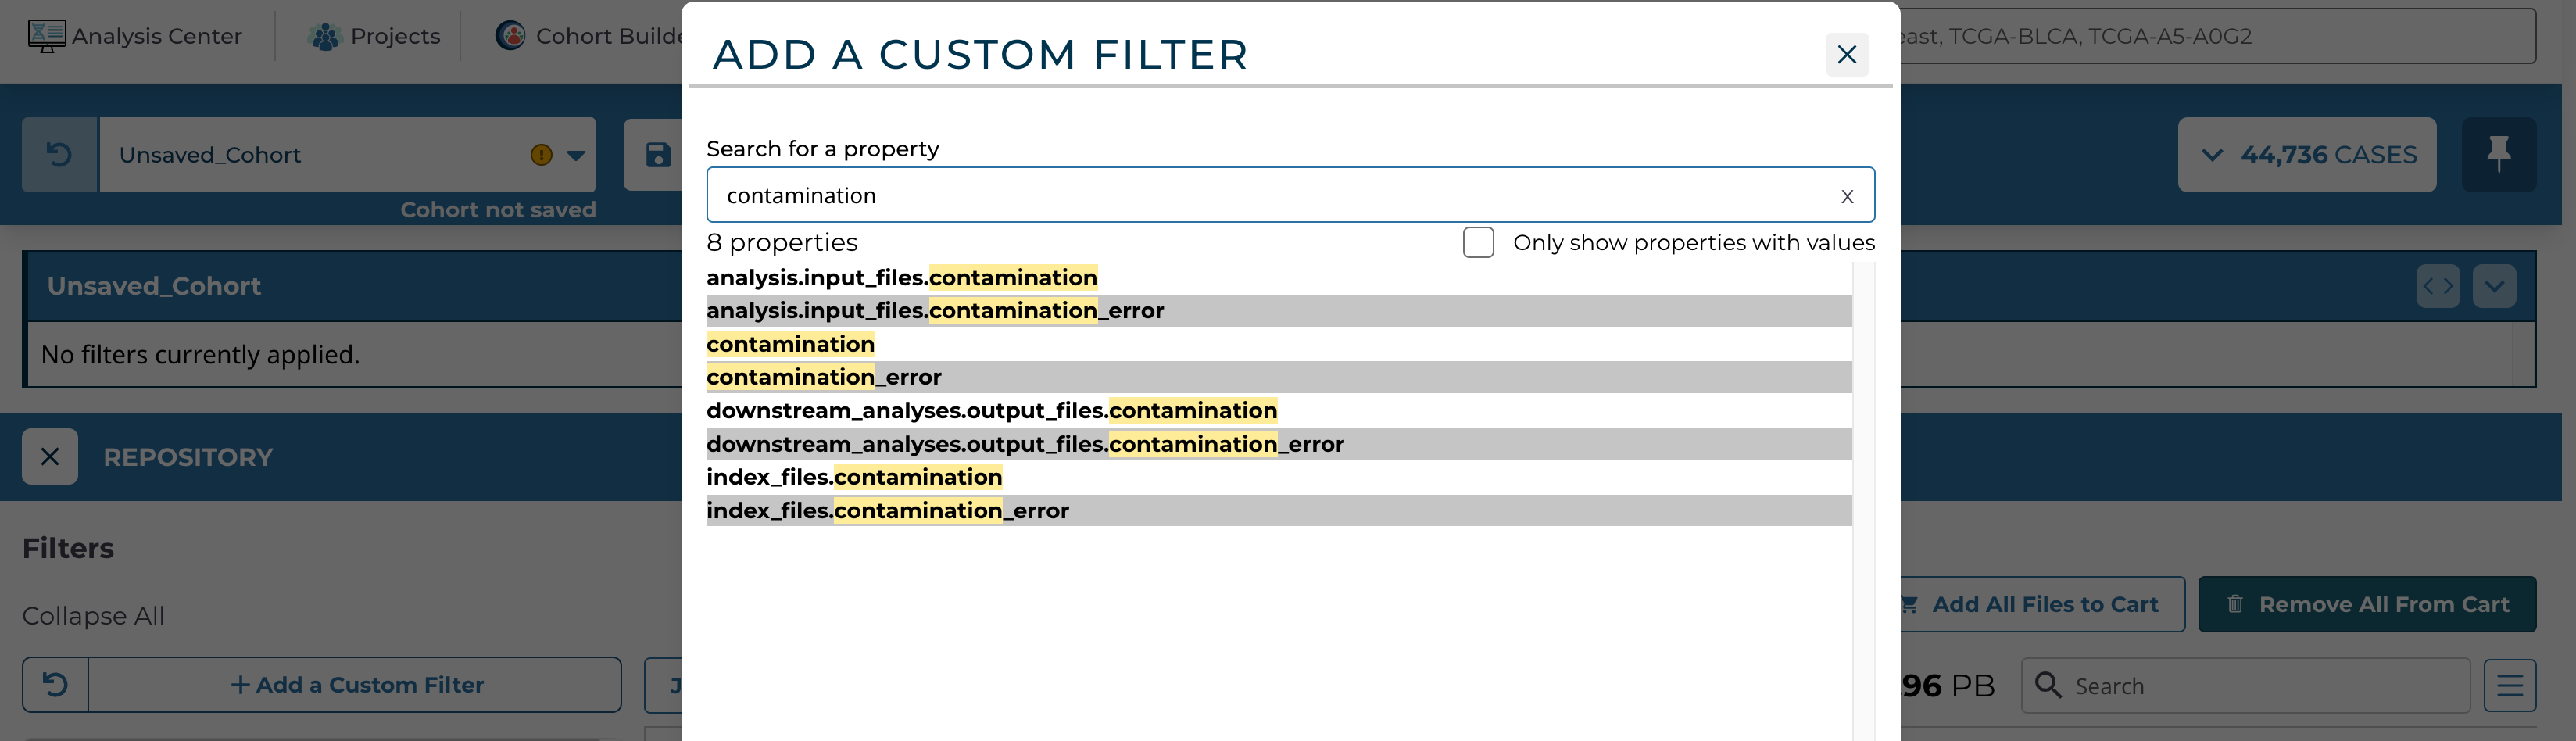 Analysis Center
Projects
Cohort Builde
east, TCGA-BLCA, TCGA-A5-A0G2
ADD A CUSTOM FILTER
Unsaved_Cohort
Cohort not saved
44,736 CASES
Search for a property
contamination
X
8 properties
Only show properties with values
analysis.input_files.contamination
analysis.input_files.contamination_error
contamination
contamination_error
downstream_analyses.output_files.contamination
downstream_analyses.output_files.contamination_error
index_files.contamination
index_files.contamination_error
Unsaved_Cohort
No filters currently applied.
REPOSITORY
Filters
Collapse All
+ Add a Custom Filter
J
Add All Files to Cart
Remove All From Cart
96 PB
Search